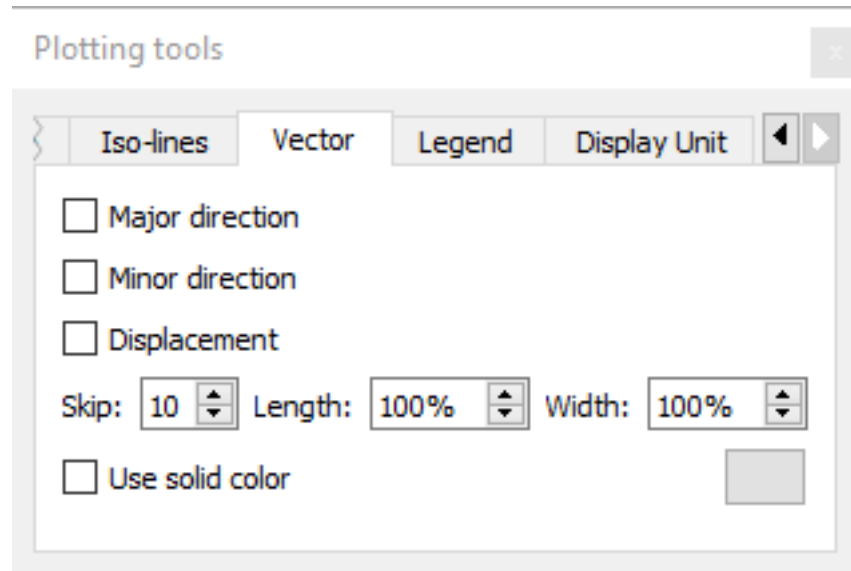 Plotting tools
Iso-lines Vector Legend Display Unit
Major direction
Minor direction
Displacement
Skip: 10 Length: 100% Width: 100%
Use solid color